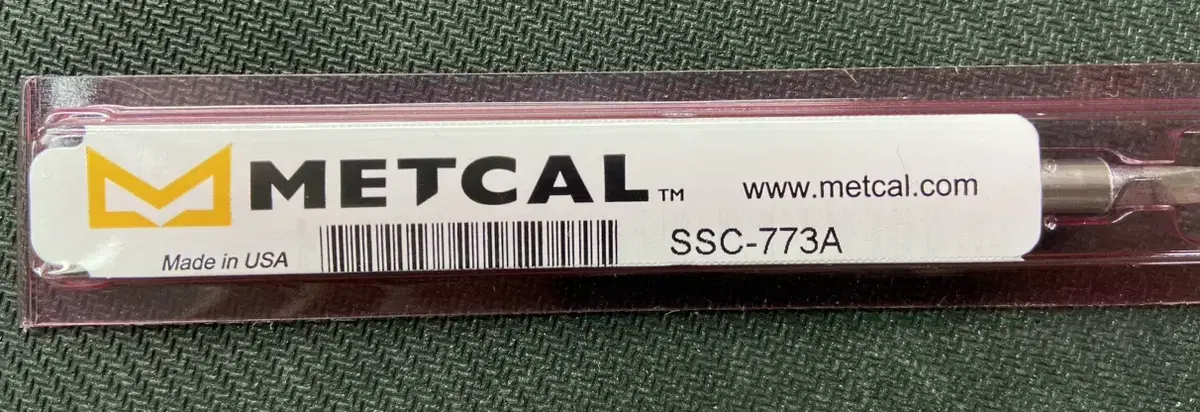 METCAL™
www.metcal.com
Made in USA
SSC-773A